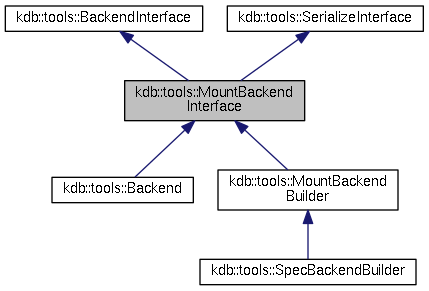 kdb::tools::BackendInterface
kdb::tools::SerializeInterface
kdb::tools::MountBackend
Interface
kdb::tools::Backend
kdb::tools::MountBackend
Builder
kdb::tools::SpecBackendBuilder